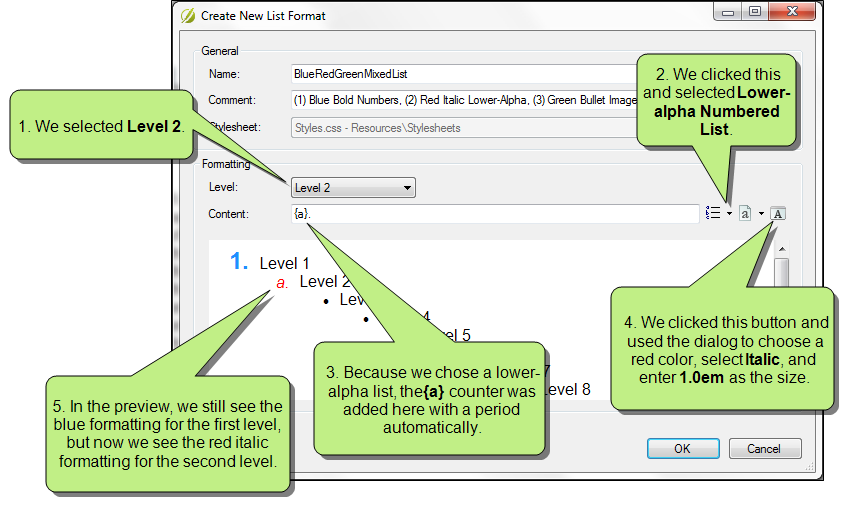 Create New List Format
General
Name:
BlueRedGreenMixedList
Comment:
(1) Blue Bold Numbers, (2) Red Italic Lower-Alpha, (3) Green Bullet Image
Stylesheet:
Styles.css - Resources\Stylesheets
1. We selected Level 2.
2. We clicked this
and selected Lower-
alpha Numbered
List.
Formatting
Level:
Level 2
Content:
{a}.
a
A
1. Level 1
a. Level 2
• Lev
• 4
el 5
7
evel 8
3. Because we chose a lower-
alpha list, the {a} counter was
added here with a period
automatically.
4. We clicked this button and
used the dialog to choose a
red color, select Italic, and
enter 1.0em as the size.
5. In the preview, we still see the
blue formatting for the first level,
but now we see the red italic
formatting for the second level.
OK
Cancel